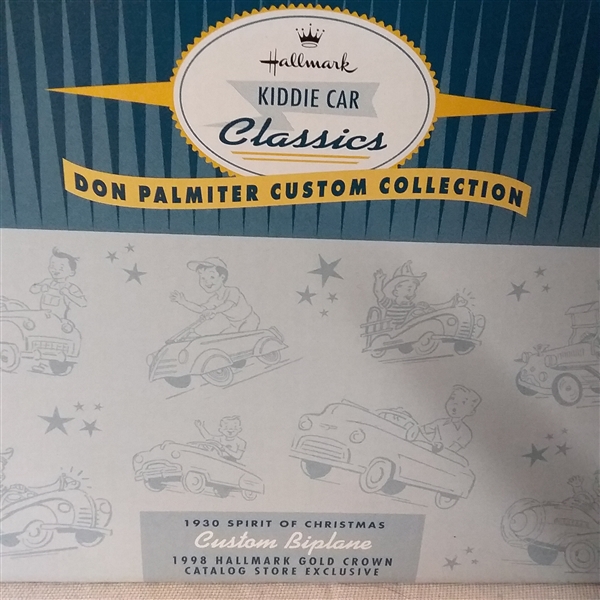 Hallmark
KIDDIE CAR
Classics
DON PALMITER CUSTOM COLLECTION
1930 SPIRIT OF CHRISTMAS
Custom Biplane
1998 HALLMARK GOLD CROWN
CATALOG STORE EXCLUSIVE